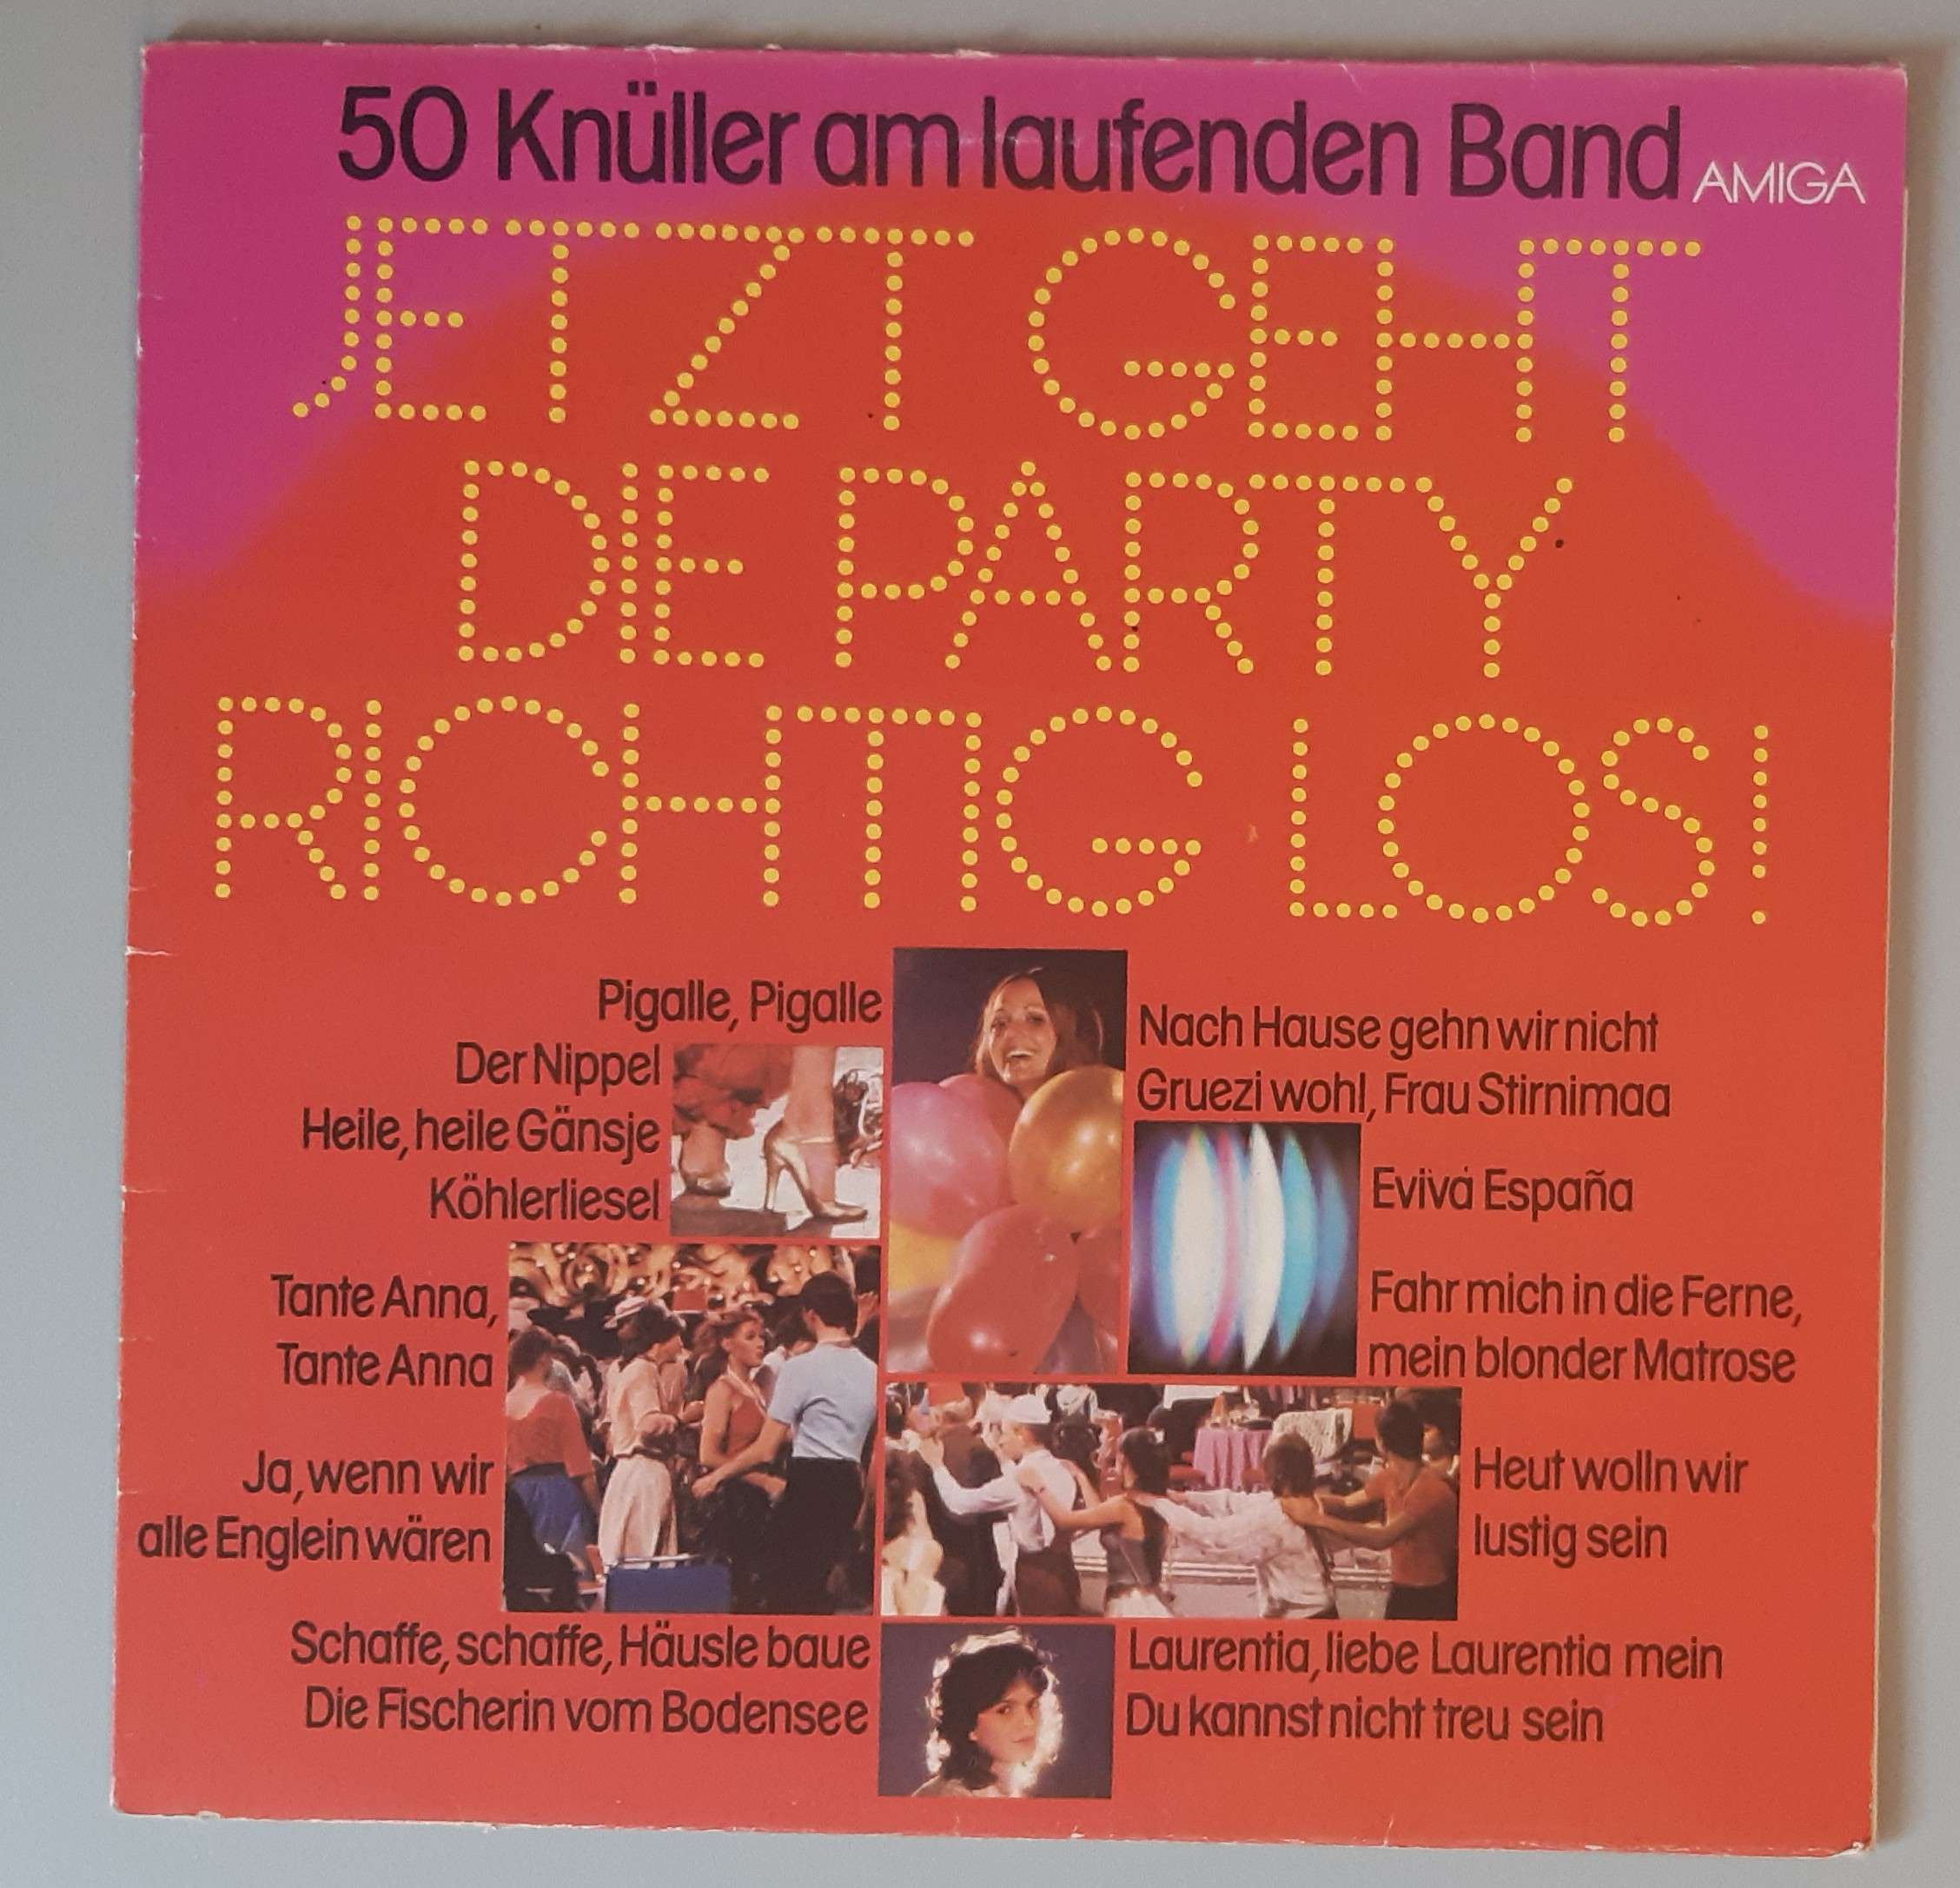 50 Knüller am laufenden Band
AMIGA
JETZT GEHT
DIE PARTY
RICHTIG LOS!
Pigalle, Pigalle
Der Nippel
Heile, heile Gänsje
Köhlerliesel
Tante Anna,
Tante Anna
Ja, wenn wir
alle Englein wären
Schaffe, schaffe, Häusle baue
Die Fischerin vom Bodensee
Nach Hause gehn wir nicht
Gruezi wohl, Frau Stirnimaa
Evivá España
Fahr mich in die Ferne,
mein blonder Matrose
Heut wolln wir
lustig sein
Laurentia, liebe Laurentia mein
Du kannst nicht treu sein